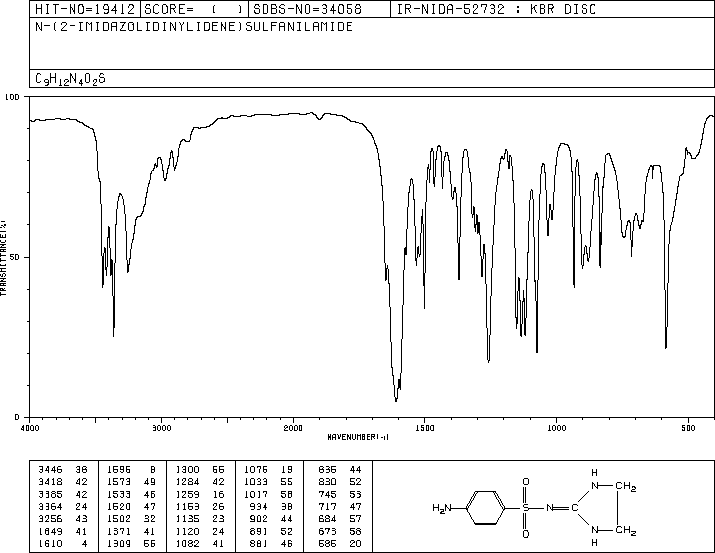 HIT-NO=19412 SCORE= ( ) SDBS-NO=34058 IR-NIDA-52732 : KBR DISC
N-(2-IMIDAZOLIDINYLIDENE)SULFANILAMIDE
C9H12N4O2S
100
50
0
TRANSMITTANCE(%)
4000 3000 2000 1500 1000 500
WAVENUMBER(-1)
3446 38 1595 8 1300 55 1075 19 835 44
3418 42 1573 49 1284 42 1033 55 830 52
3385 42 1533 46 1259 16 1017 58 745 53
3364 24 1520 47 1153 26 934 38 717 47
3256 43 1502 32 1135 23 902 44 684 57
1649 41 1371 41 1120 24 891 52 673 58
1610 4 1309 55 1082 41 881 46 585 20
H
O N CH2
H2N S N
O N CH2
H